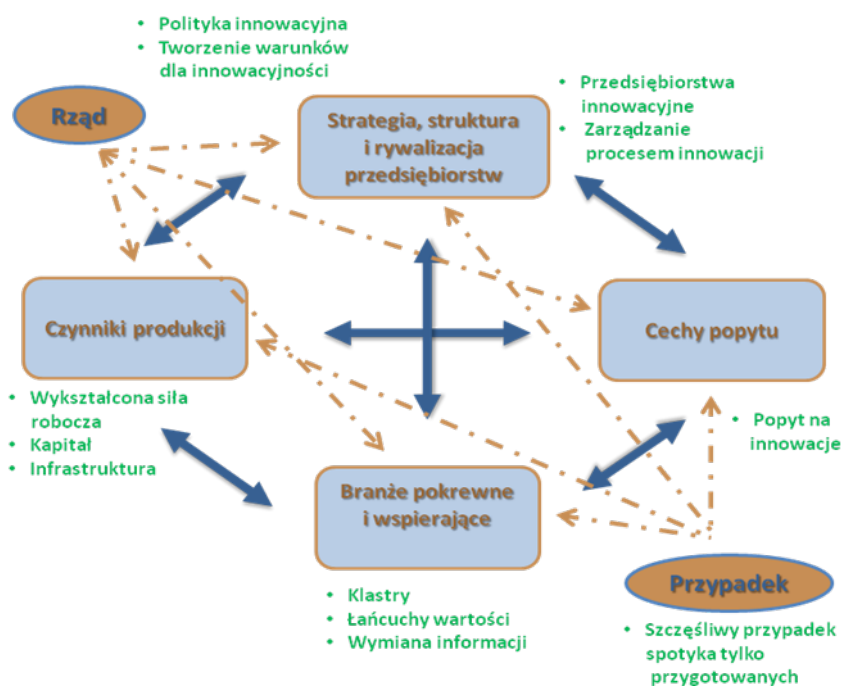 • Polityka innowacyjna
• Tworzenie warunków
dla innowacyjności
Rząd
Strategia, struktura
i rywalizacja
przedsiębiorstw
• Przedsiębiorstwa
innowacyjne
• Zarządzanie
procesem innowacji
Czynniki produkcji
Cechy popytu
• Wykształcona siła
robocza
• Kapitał
• Infrastruktura
• Popyt na
innowacje
Branże pokrewne
i wspierające
• Klastry
• Łańcuchy wartości
• Wymiana informacji
Przypadek
• Szczęśliwy przypadek
spotyka tylko
przygotowanych